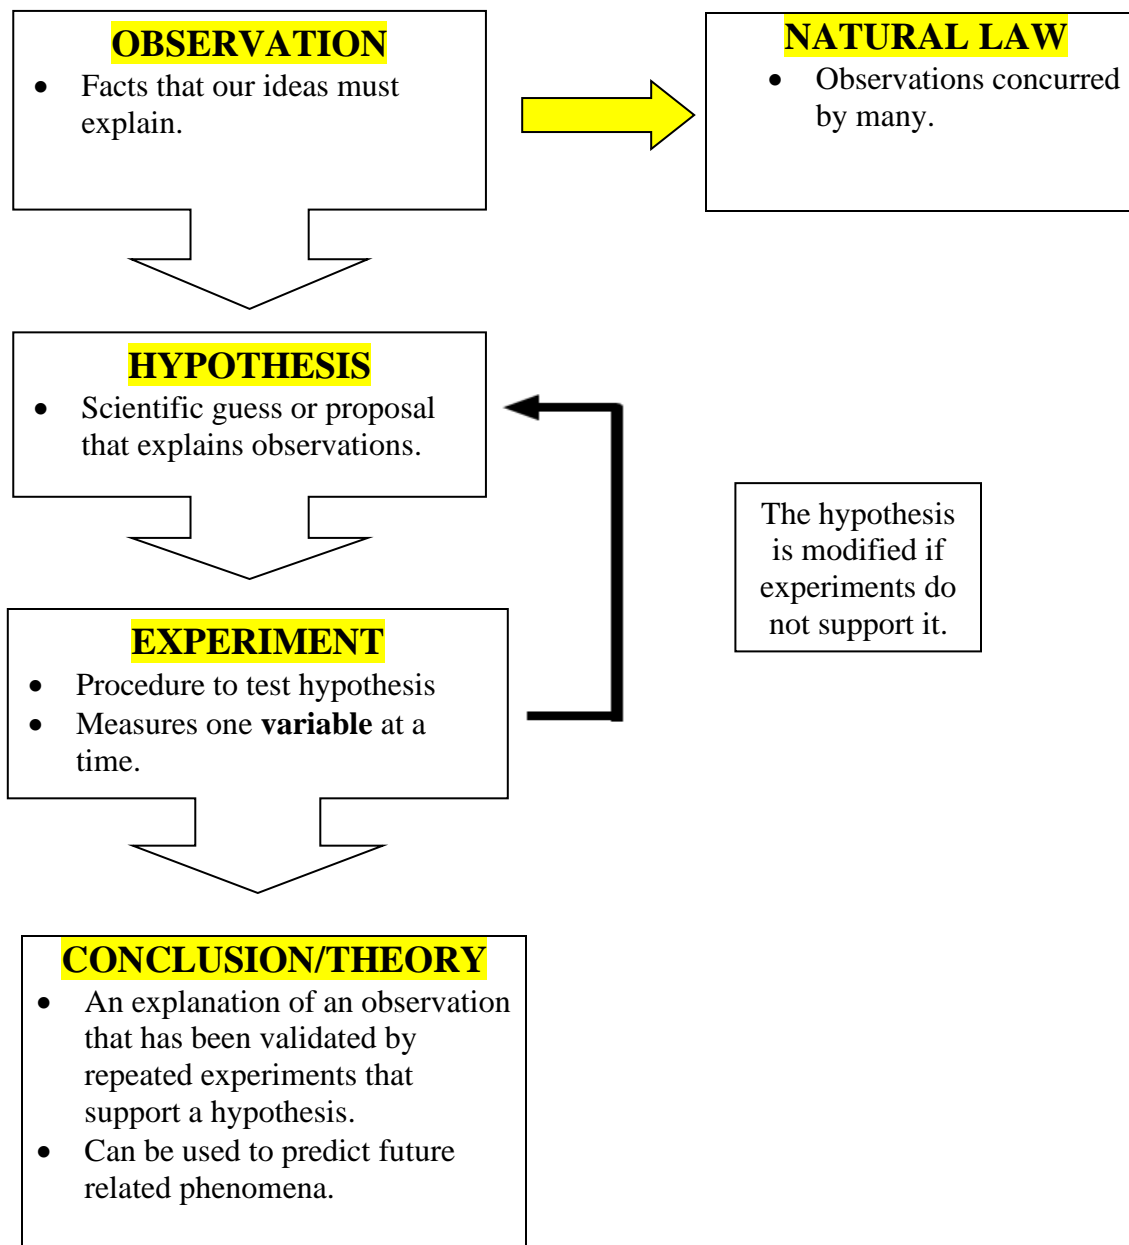 OBSERVATION
• Facts that our ideas must
explain.
NATURAL LAW
• Observations concurred
by many.
HYPOTHESIS
• Scientific guess or proposal
that explains observations.
The hypothesis
is modified if
experiments do
not support it.
EXPERIMENT
• Procedure to test hypothesis
• Measures one variable at a
time.
CONCLUSION/THEORY
• An explanation of an observation
that has been validated by
repeated experiments that
support a hypothesis.
• Can be used to predict future
related phenomena.